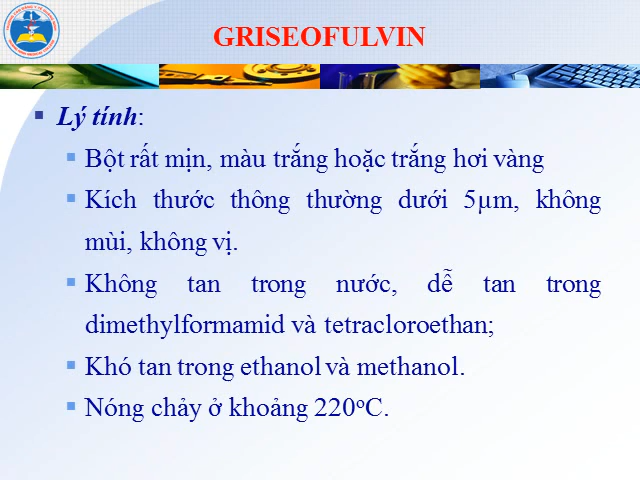 GRISEOFULVIN
Lý tính:
Bột rất mịn, màu trắng hoặc trắng hơi vàng
Kích thước thông thường dưới 5µm, không
mùi, không vị.
Không tan trong nước, dễ tan trong
dimethylformamid và tetracloroethan;
Khó tan trong ethanol và methanol.
Nóng chảy ở khoảng 220oC.